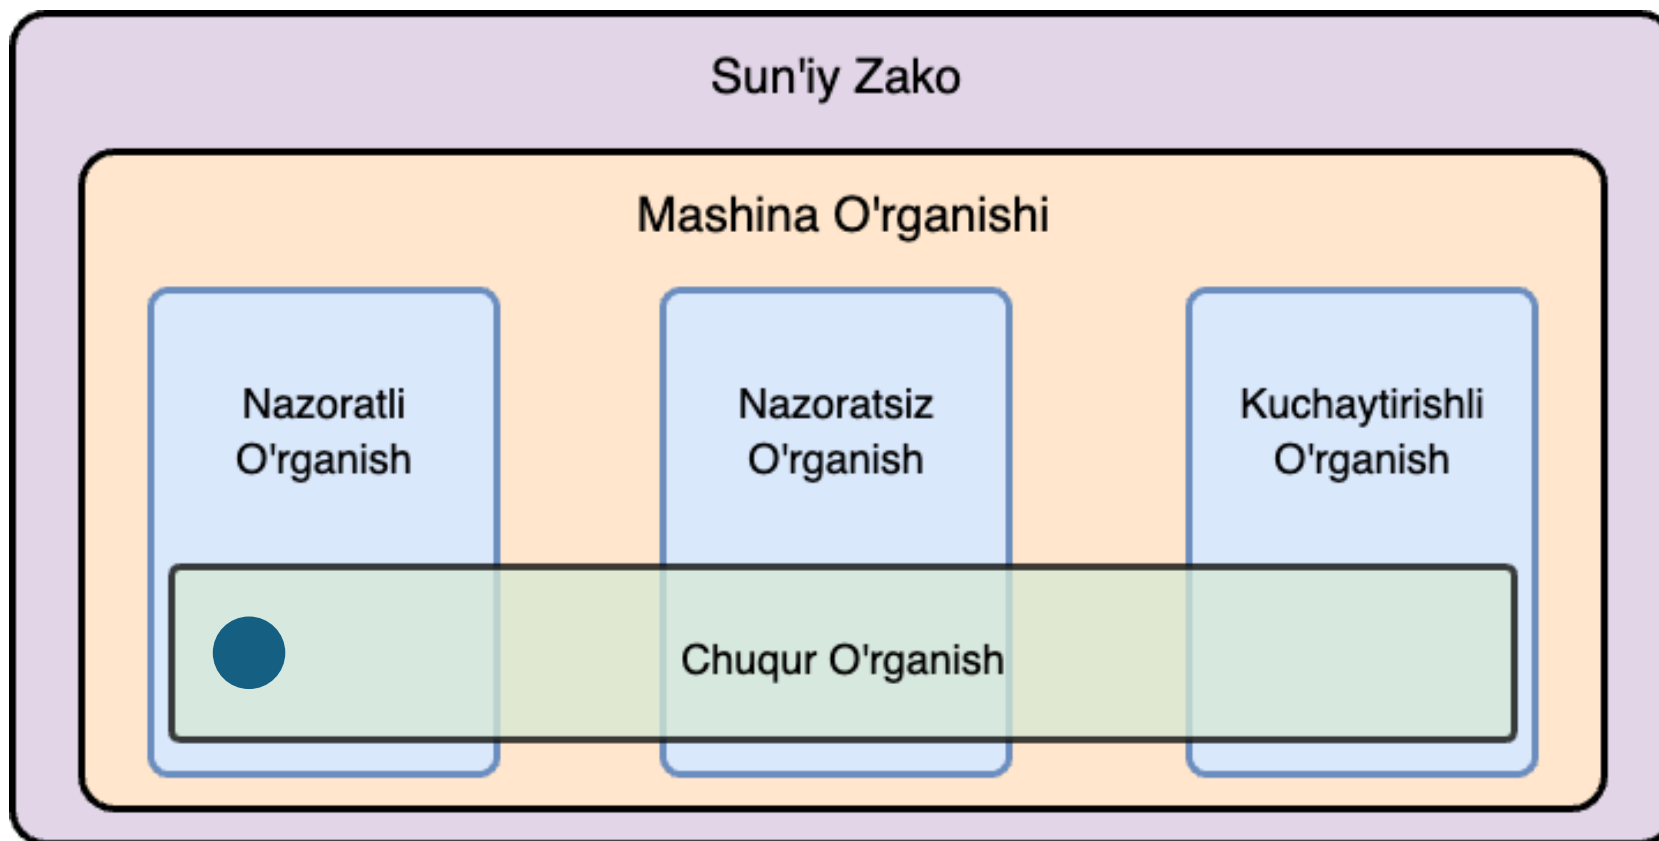 Sun'iy Zako
Mashina O'rganishi
Nazoratli
O'rganish
Nazoratsiz
O'rganish
Kuchaytirishli
O'rganish
Chuqur O'rganish